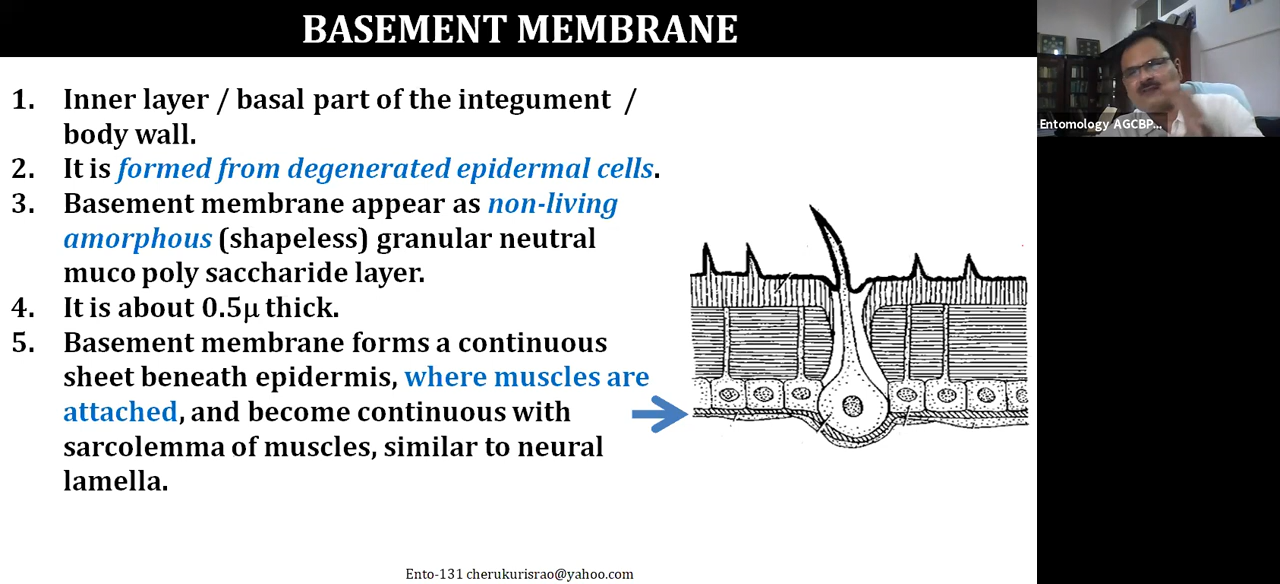 BASEMENT MEMBRANE
1. Inner layer / basal part of the integument /
body wall.
2. It is formed from degenerated epidermal cells.
3. Basement membrane appear as non-living
amorphous (shapeless) granular neutral
muco poly saccharide layer.
4. It is about 0.5μ thick.
5. Basement membrane forms a continuous
sheet beneath epidermis, where muscles are
attached, and become continuous with
sarcolemma of muscles, similar to neural
lamella.
Ento-131 cherukurisrao@yahoo.com
Entomology AGCBP...